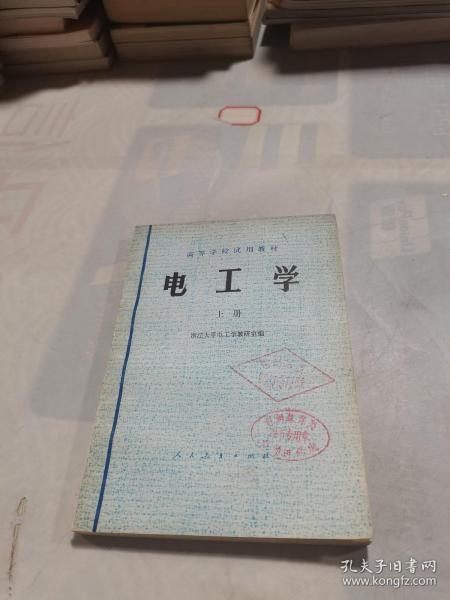 高等学校试用教材
电工学
上册
浙江大学电工学教研室编
人民教育出版社
孔夫子旧书网
www.kongfz.com